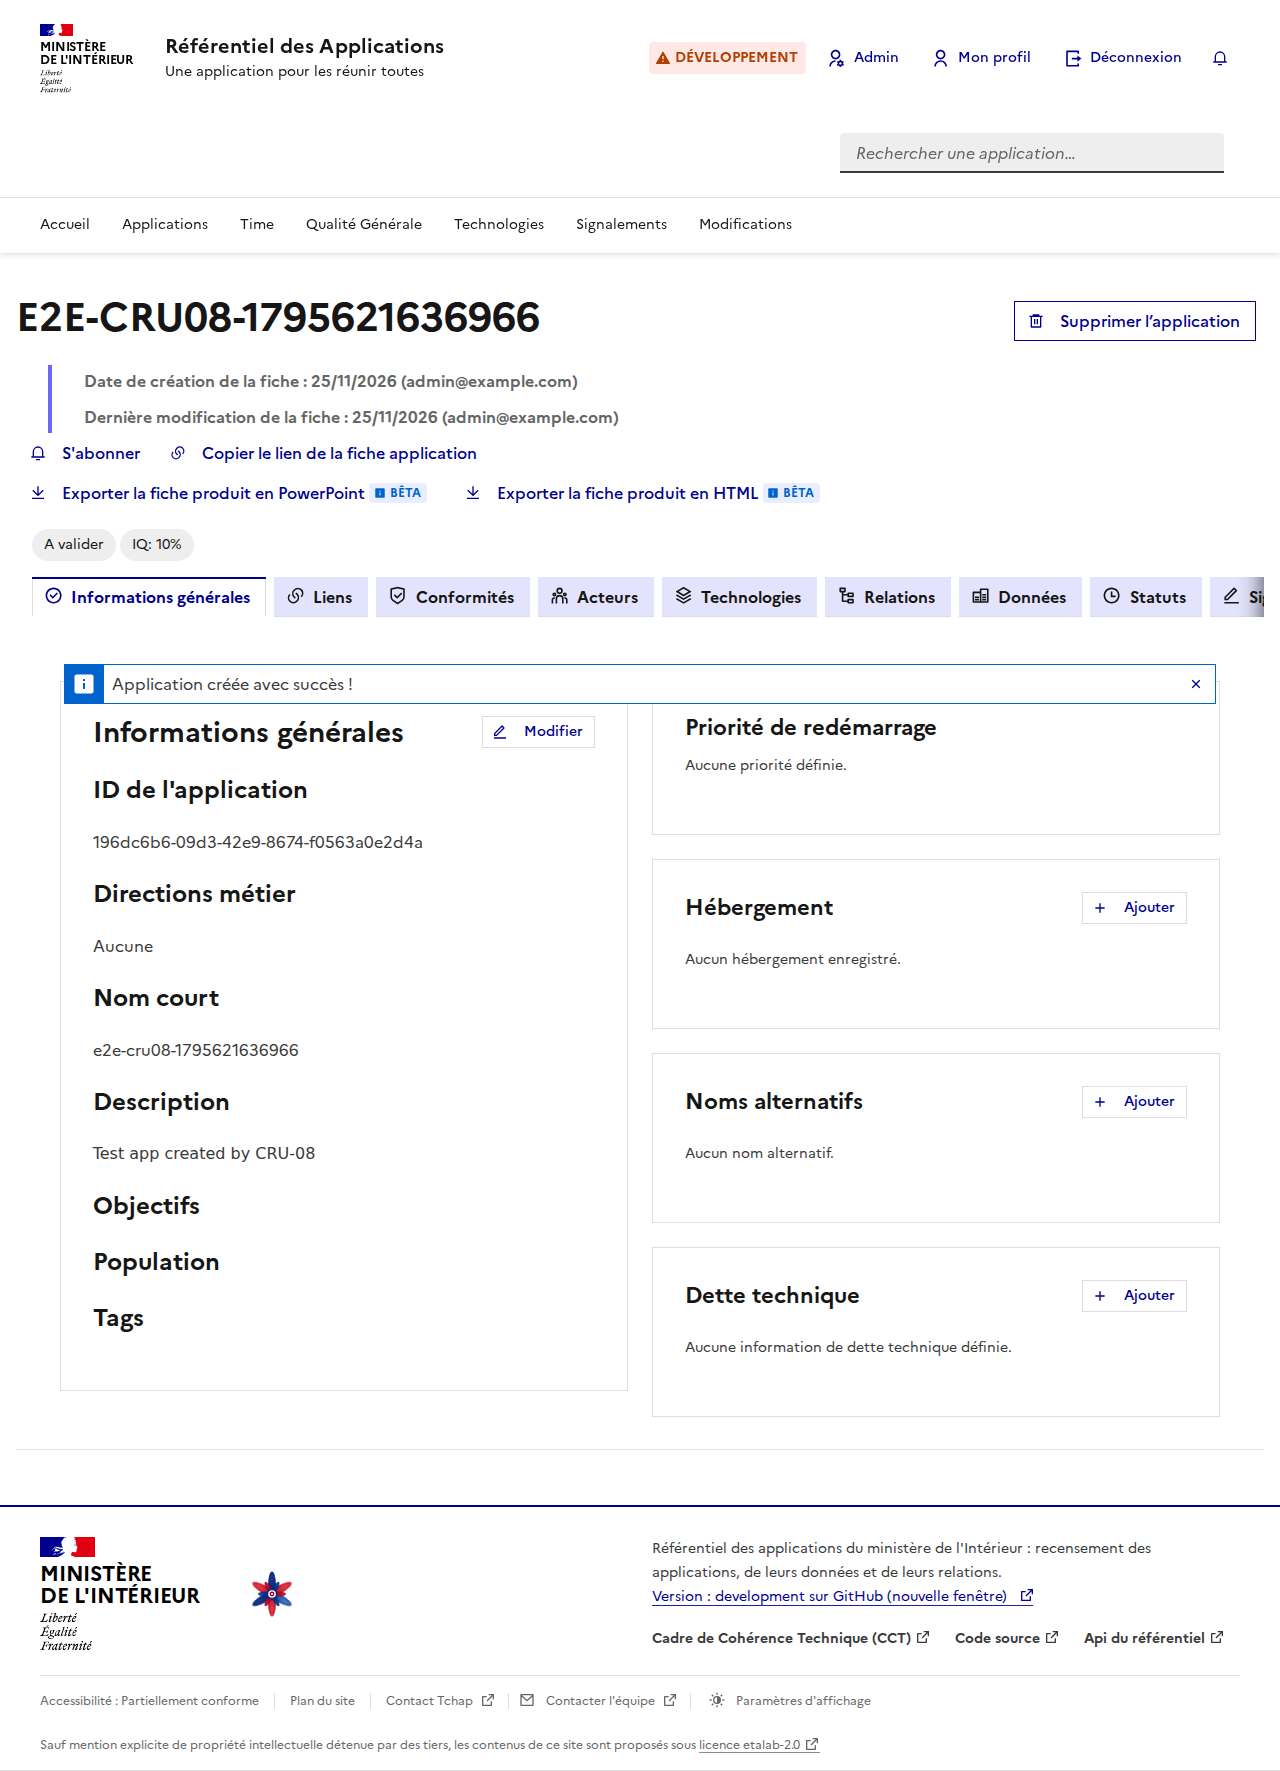 MINISTÈRE
DE L'INTÉRIEUR
Liberté
Égalité
Fraternité
Référentiel des Applications
Une application pour les réunir toutes
DÉVELOPPEMENT
Admin
Mon profil
Déconnexion
Rechercher une application…
Accueil
Applications
Time
Qualité Générale
Technologies
Signalements
Modifications
E2E-CRU08-1795621636966
Supprimer l’application
Date de création de la fiche : 25/11/2026 (admin@example.com)
Dernière modification de la fiche : 25/11/2026 (admin@example.com)
S'abonner
Copier le lien de la fiche application
Exporter la fiche produit en PowerPoint BÊTA
Exporter la fiche produit en HTML BÊTA
A valider
IQ: 10%
Informations générales
Liens
Conformités
Acteurs
Technologies
Relations
Données
Statuts
Application créée avec succès !
Informations générales
Modifier
ID de l'application
196dc6b6-09d3-42e9-8674-f0563a0e2d4a
Directions métier
Aucune
Nom court
e2e-cru08-1795621636966
Description
Test app created by CRU-08
Objectifs
Population
Tags
Priorité de redémarrage
Aucune priorité définie.
Hébergement
Ajouter
Aucun hébergement enregistré.
Noms alternatifs
Ajouter
Aucun nom alternatif.
Dette technique
Ajouter
Aucune information de dette technique définie.
MINISTÈRE
DE L'INTÉRIEUR
Liberté
Égalité
Fraternité
Référentiel des applications du ministère de l'Intérieur : recensement des
applications, de leurs données et de leurs relations.
Version : development sur GitHub (nouvelle fenêtre)
Cadre de Cohérence Technique (CCT)
Code source
Api du référentiel
Accessibilité : Partiellement conforme
Plan du site
Contact Tchap
Contacter l'équipe
Paramètres d'affichage
Sauf mention explicite de propriété intellectuelle détenue par des tiers, les contenus de ce site sont proposés sous licence etalab-2.0